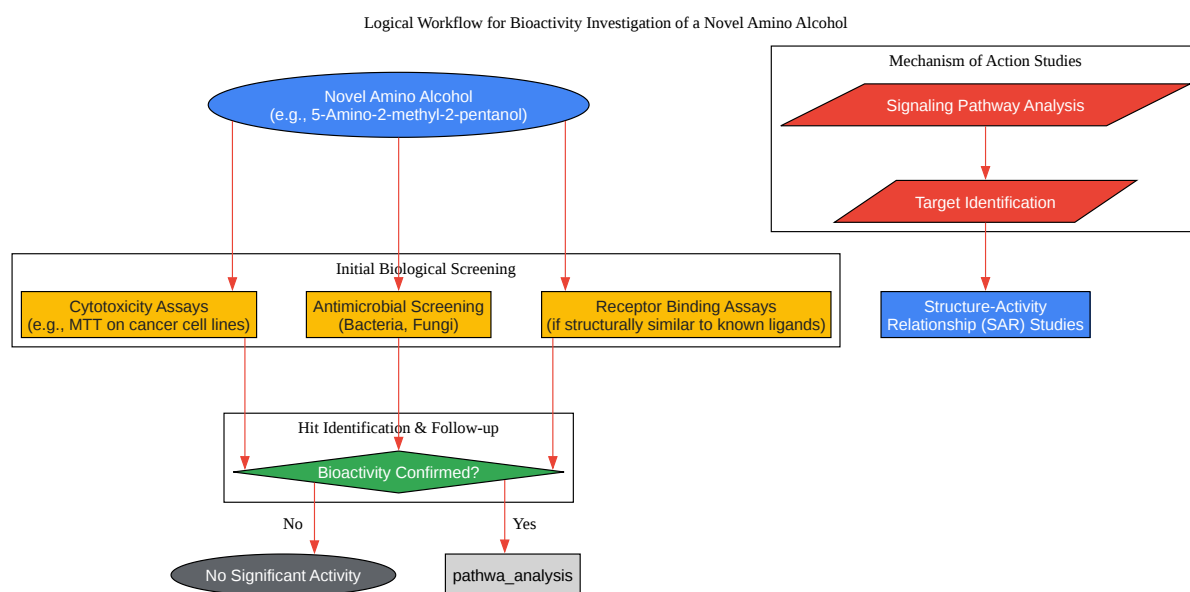 Logical Workflow for Bioactivity Investigation of a Novel Amino Alcohol
Mechanism of Action Studies
Signaling Pathway Analysis
Target Identification
Structure-Activity
Relationship (SAR) Studies
Novel Amino Alcohol
(e.g., 5-Amino-2-methyl-2-pentanol)
Initial Biological Screening
Cytotoxicity Assays
(e.g., MTT on cancer cell lines)
Antimicrobial Screening
(Bacteria, Fungi)
Receptor Binding Assays
(if structurally similar to known ligands)
Hit Identification & Follow-up
Bioactivity Confirmed?
No
Yes
No Significant Activity
pathwa_analysis